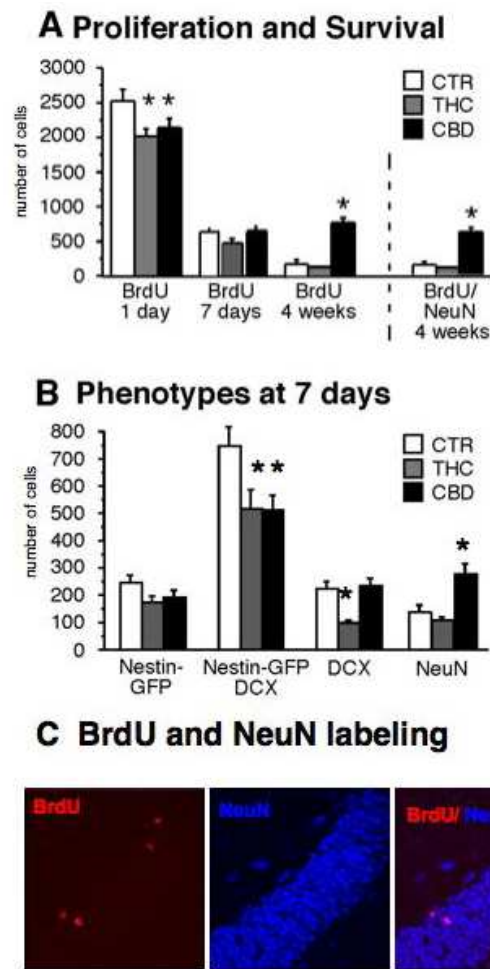 A Proliferation and Survival
number of cells
3000
2500
2000
1500
1000
500
0
* *
*
*
CTR
THC
CBD
BrdU BrdU BrdU BrdU/
1 day 7 days 4 weeks NeuN
4 weeks
B Phenotypes at 7 days
number of cells
800
700
600
500
400
300
200
100
0
**
*
*
CTR
THC
CBD
Nestin- Nestin-GFP DCX NeuN
GFP DCX
C BrdU and NeuN labeling
BrdU NeuN BrdU/ Ne